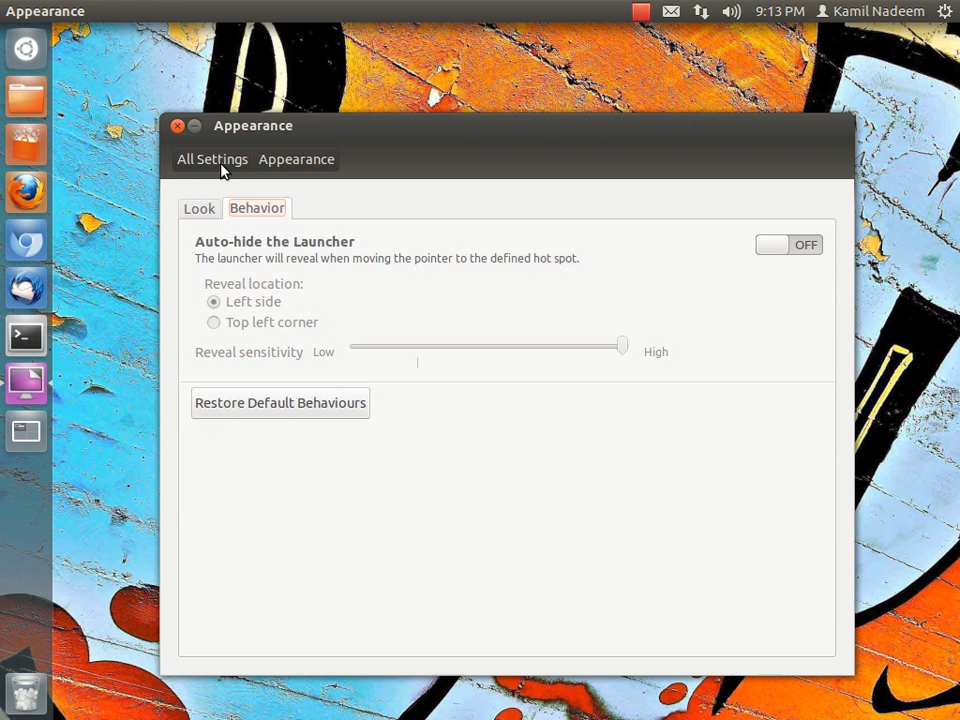 Appearance
9:13 PM
Kamil Nadeem
Appearance
All Settings
Appearance
Look
Behavior
Auto-hide the Launcher
OFF
The launcher will reveal when moving the pointer to the defined hot spot.
Reveal location:
Left side
Top left corner
Reveal sensitivity
Low
High
Restore Default Behaviours